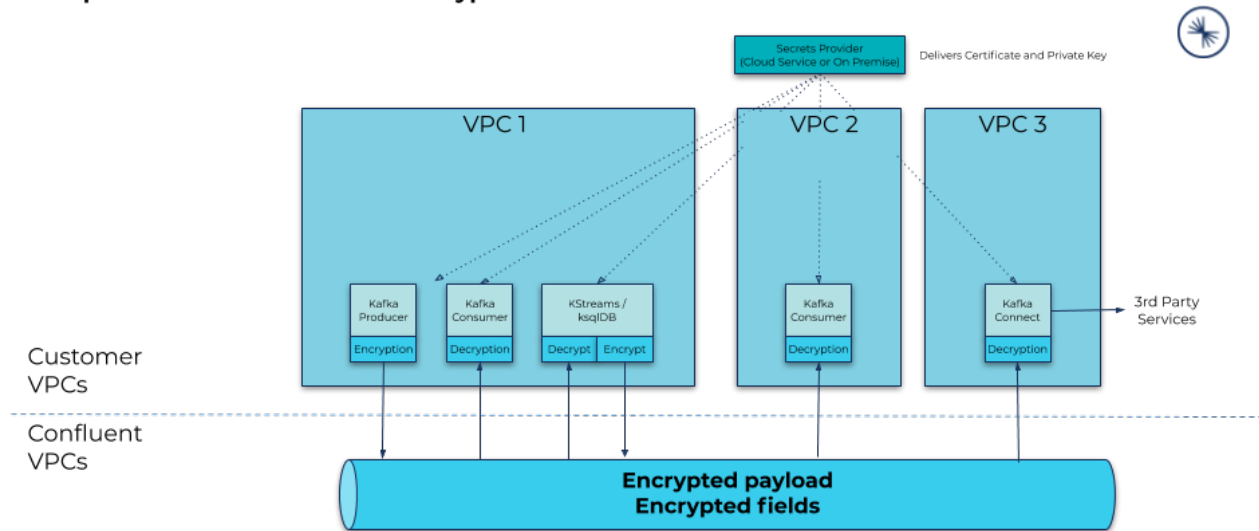 Secrets Provider
(Cloud Service or On Premise)
Delivers Certificate and Private Key
VPC 1
VPC 2
VPC 3
Kafka
Producer
Encryption
Kafka
Consumer
Decryption
KStreams /
ksqlDB
Decrypt
Encrypt
Kafka
Consumer
Decryption
Kafka
Connect
Decryption
3rd Party
Services
Customer
VPCs
Confluent
VPCs
Encrypted payload
Encrypted fields